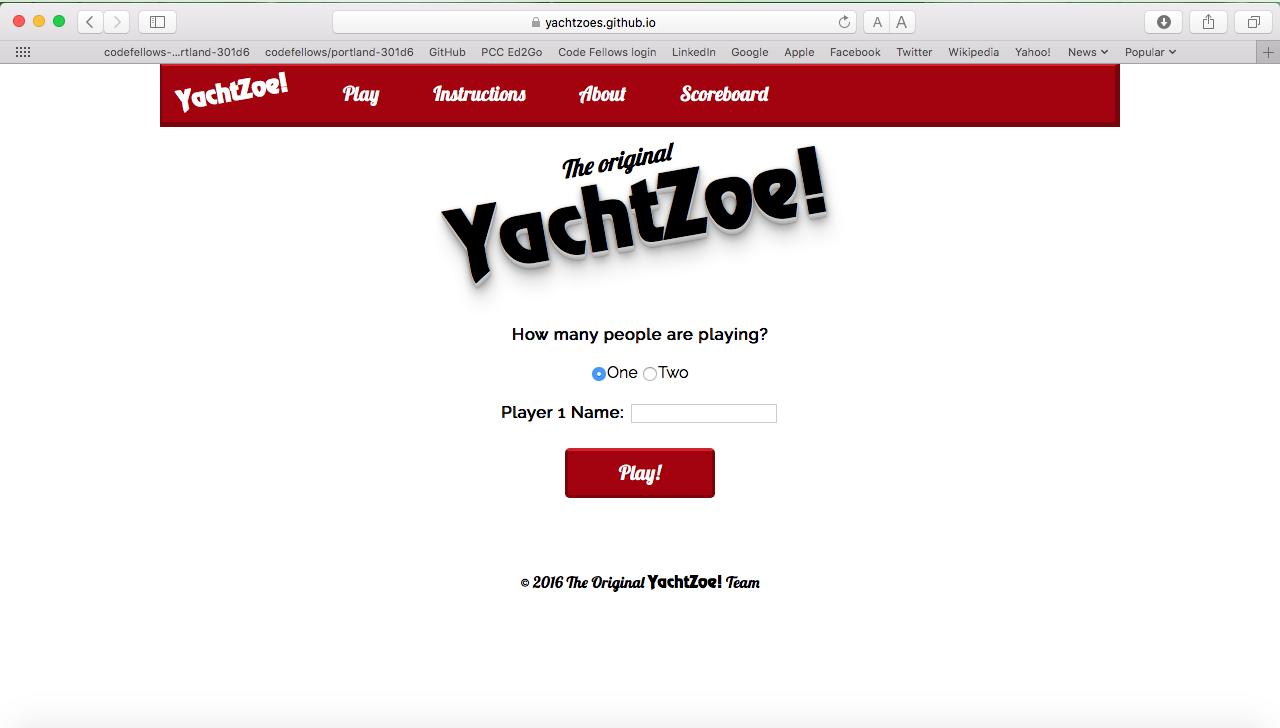 yachtzoes.github.io
A A
codefellows-...rtland-301d6 codefellows/portland-301d6 GitHub PCC Ed2Go Code Fellows login LinkedIn Google Apple Facebook Twitter Wikipedia Yahoo! News Popular
YachtZoe! Play Instructions About Scoreboard
The original
YachtZoe!
How many people are playing?
One Two
Player 1 Name:
Play!
© 2016 The Original YachtZoe! Team